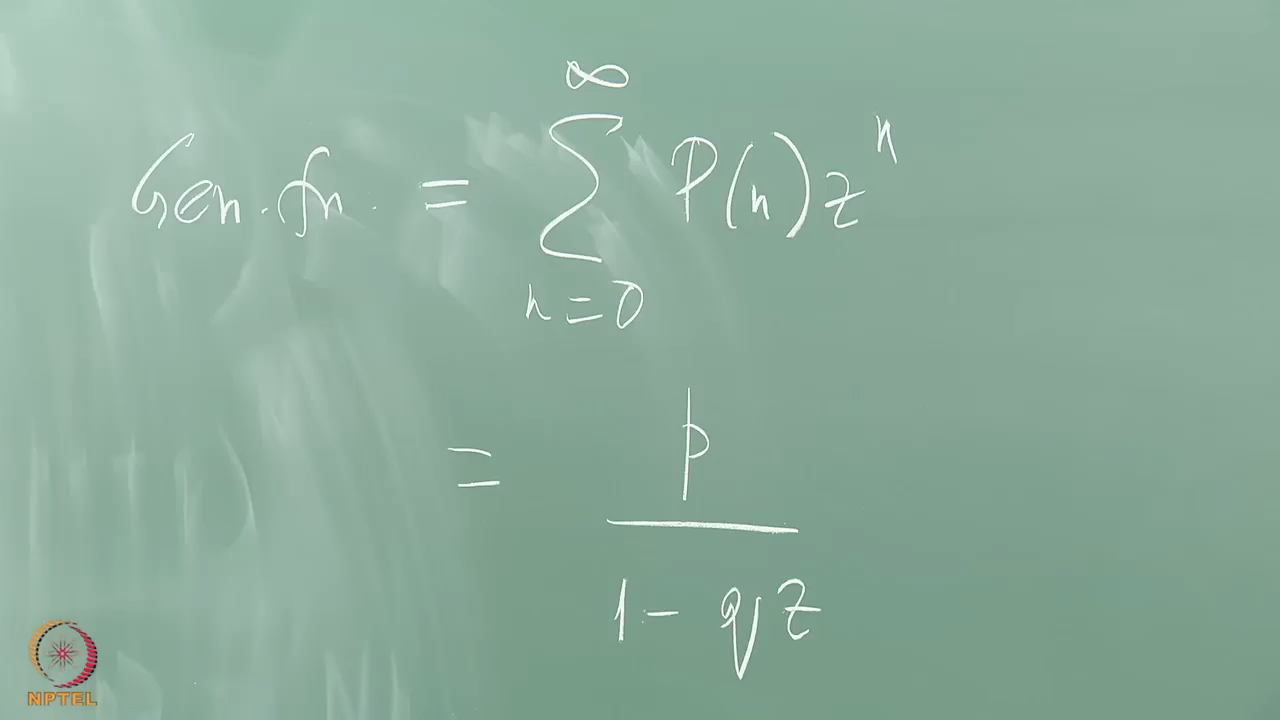 Gen. fn. = ∞ Σ n=0 P(n) z^n
= p / 1 - qz
NPTEL